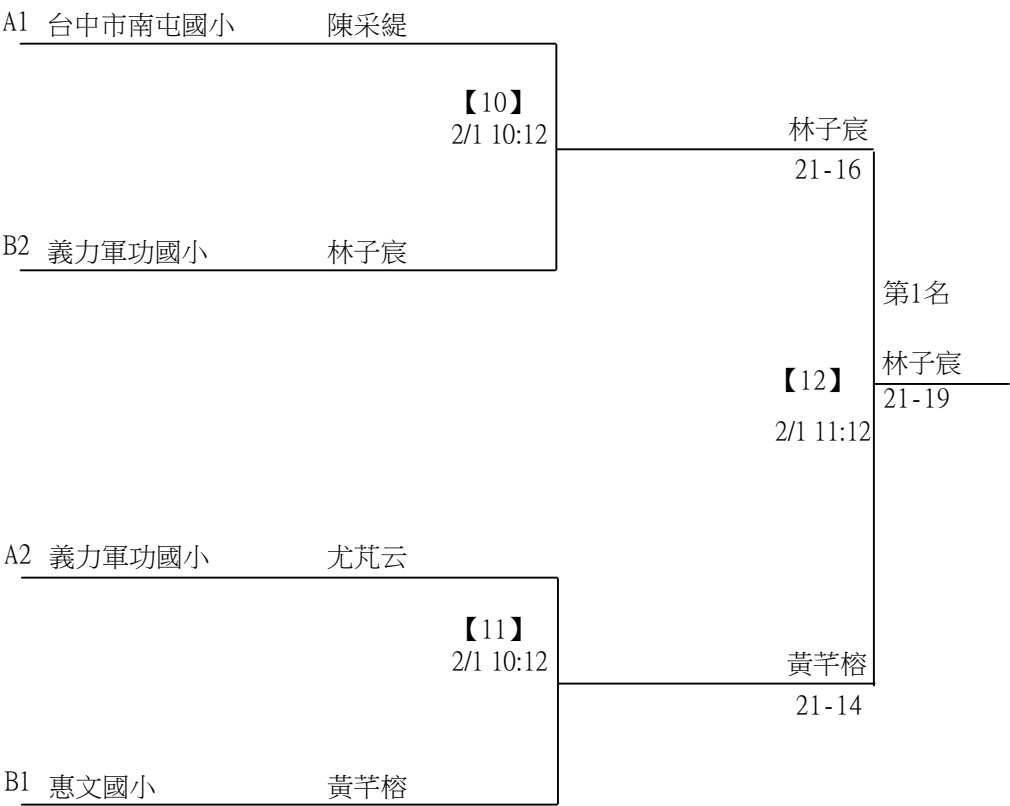 A1 台中市南屯國小 陳采緹
【10】
2/1 10:12
林子宸
21-16
B2 義力軍功國小 林子宸
第1名
林子宸
【12】
21-19
2/1 11:12
A2 義力軍功國小 尤芃云
【11】
2/1 10:12
黃芊榕
21-14
B1 惠文國小 黃芊榕